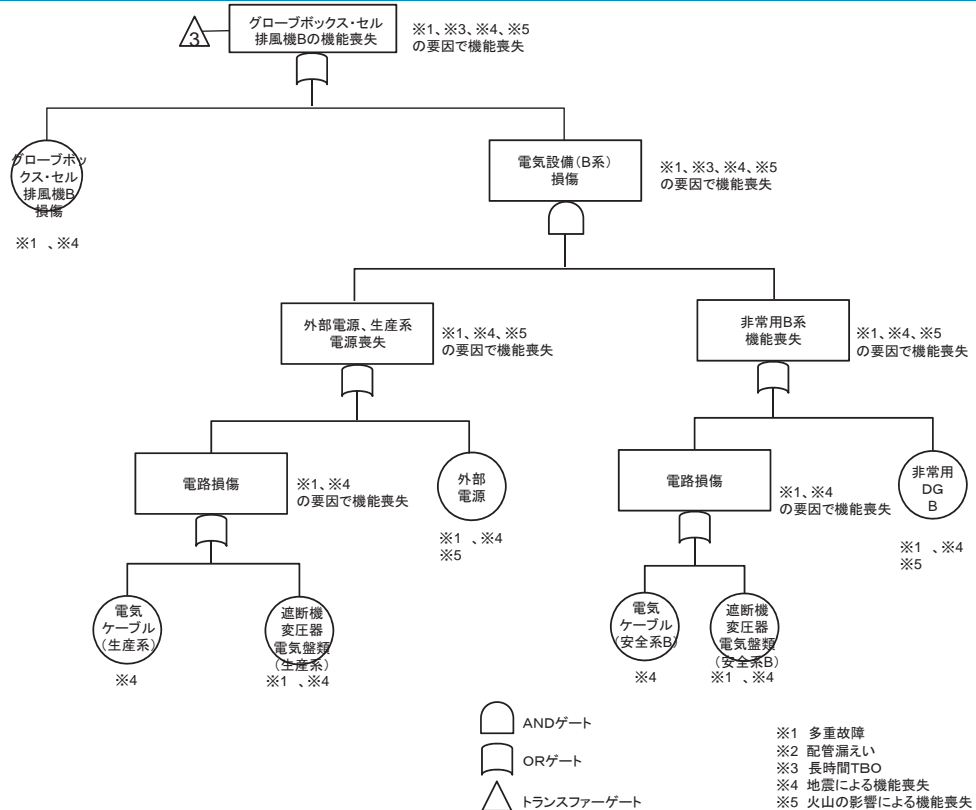 3
グローブボックス・セル
排風機Bの機能喪失
※1、※3、※4、※5
の要因で機能喪失
グローブボッ
クス・セル
排風機B
損傷
※1 、※4
電気設備(B系)
損傷
※1、※3、※4、※5
の要因で機能喪失
外部電源、生産系
電源喪失
※1、※4、※5
の要因で機能喪失
非常用B系
機能喪失
※1、※4、※5
の要因で機能喪失
電路損傷
※1、※4
の要因で機能喪失
外部
電源
※1 、※4
※5
電路損傷
※1、※4
の要因で機能喪失
非常用
DG
B
※1 、※4
※5
電気
ケーブル
(生産系)
※4
遮断機
変圧器
電気盤類
(生産系)
※1 、※4
電気
ケーブル
(安全系B)
※4
遮断機
変圧器
電気盤類
(安全系B)
※1 、※4
ANDゲート
ORゲート
トランスファーゲート
※1 多重故障
※2 配管漏えい
※3 長時間TBO
※4 地震による機能喪失
※5 火山の影響による機能喪失